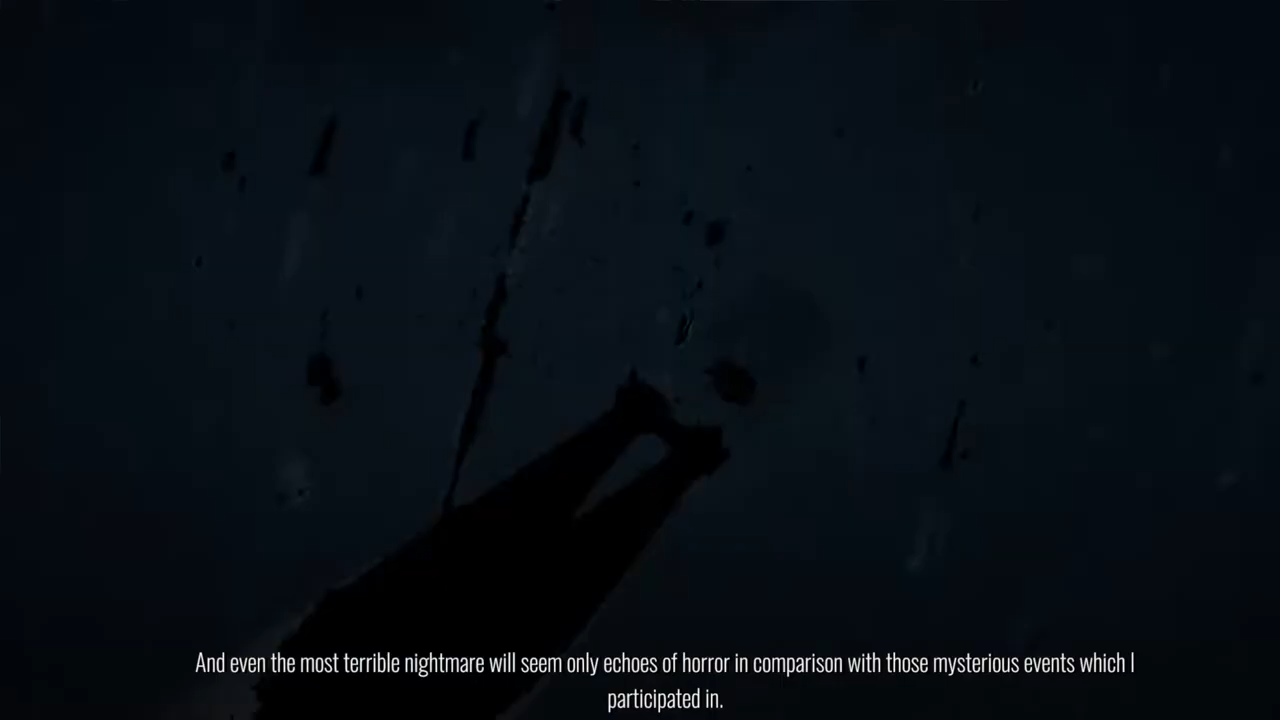 And even the most terrible nightmare will seem only echoes of horror in comparison with those mysterious events which I
participated in.